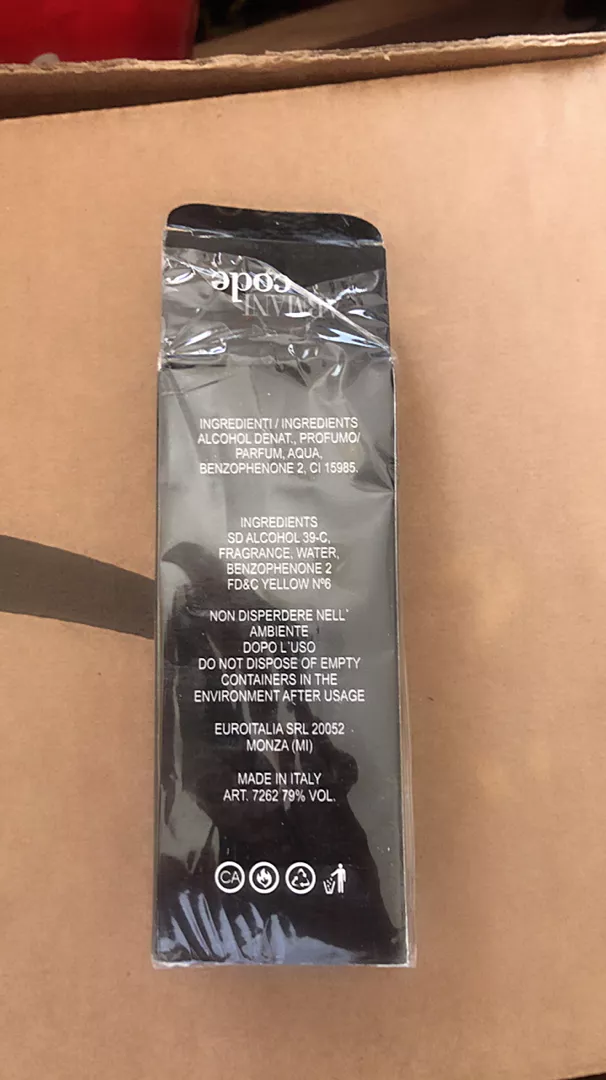 code
ARMANI
INGREDIENTI / INGREDIENTS
ALCOHOL DENAT., PROFUMO/
PARFUM, AQUA,
BENZOPHENONE 2, CI 15985.
INGREDIENTS
SD ALCOHOL 39-C,
FRAGRANCE, WATER,
BENZOPHENONE 2
FD&C YELLOW Nº6
NON DISPERDERE NELL'
AMBIENTE
DOPO L'USO
DO NOT DISPOSE OF EMPTY
CONTAINERS IN THE
ENVIRONMENT AFTER USAGE
EUROITALIA SRL 20052
MONZA (MI)
MADE IN ITALY
ART. 7262 79% VOL.
CA